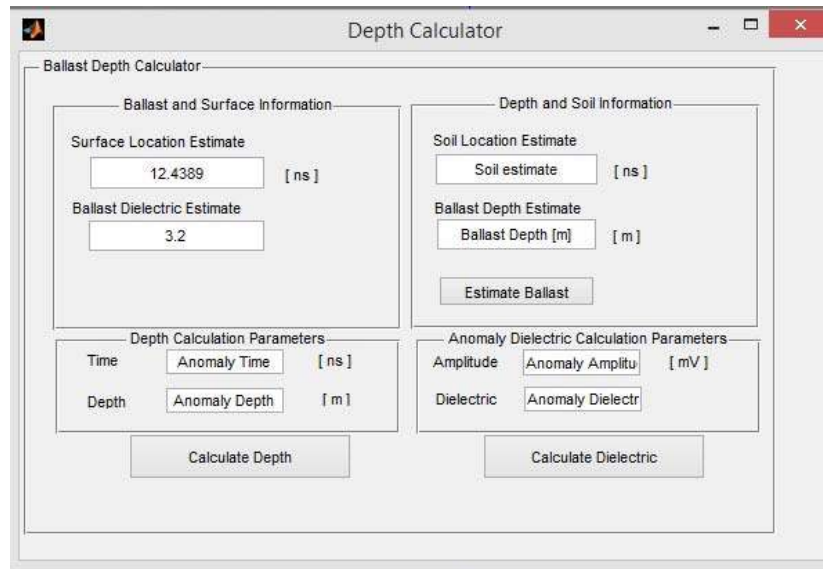 Depth Calculator
Ballast Depth Calculator
Ballast and Surface Information
Surface Location Estimate
12.4389 [ ns ]
Ballast Dielectric Estimate
3.2
Depth and Soil Information
Soil Location Estimate
Soil estimate [ ns ]
Ballast Depth Estimate
Ballast Depth [m] [ m ]
Estimate Ballast
Depth Calculation Parameters
Time Anomaly Time [ ns ]
Depth Anomaly Depth [ m ]
Calculate Depth
Anomaly Dielectric Calculation Parameters
Amplitude Anomaly Amplitu [ mV ]
Dielectric Anomaly Dielectr
Calculate Dielectric